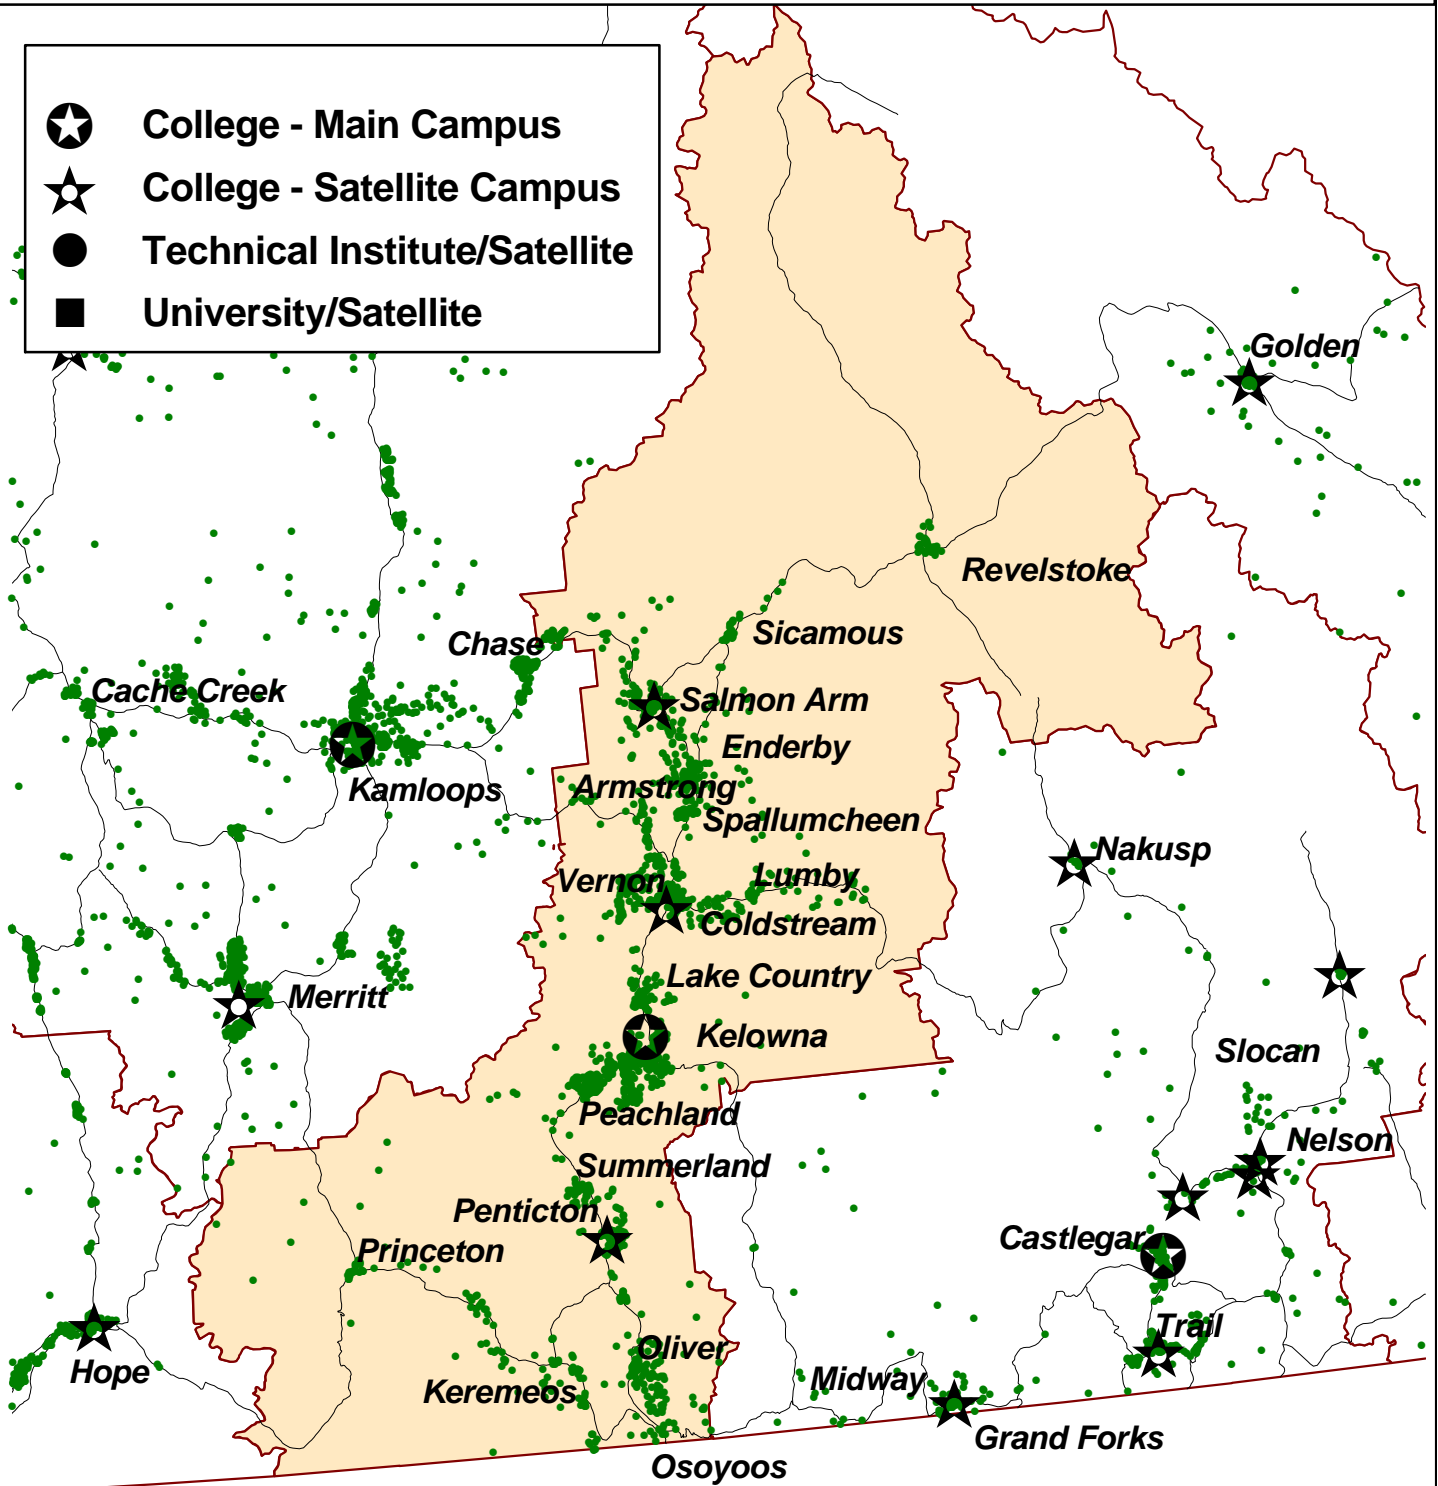 College - Main Campus
College - Satellite Campus
Technical Institute/Satellite
University/Satellite
Golden
Revelstoke
Sicamous
Chase
Cache Creek
Salmon Arm
Enderby
Kamloops
Armstrong
Spallumcheen
Nakusp
Vernon
Lumby
Coldstream
Lake Country
Merritt
Kelowna
Slocan
Peachland
Nelson
Summerland
Penticton
Castlegar
Princeton
Trail
Oliver
Hope
Midway
Keremeos
Grand Forks
Osoyoos